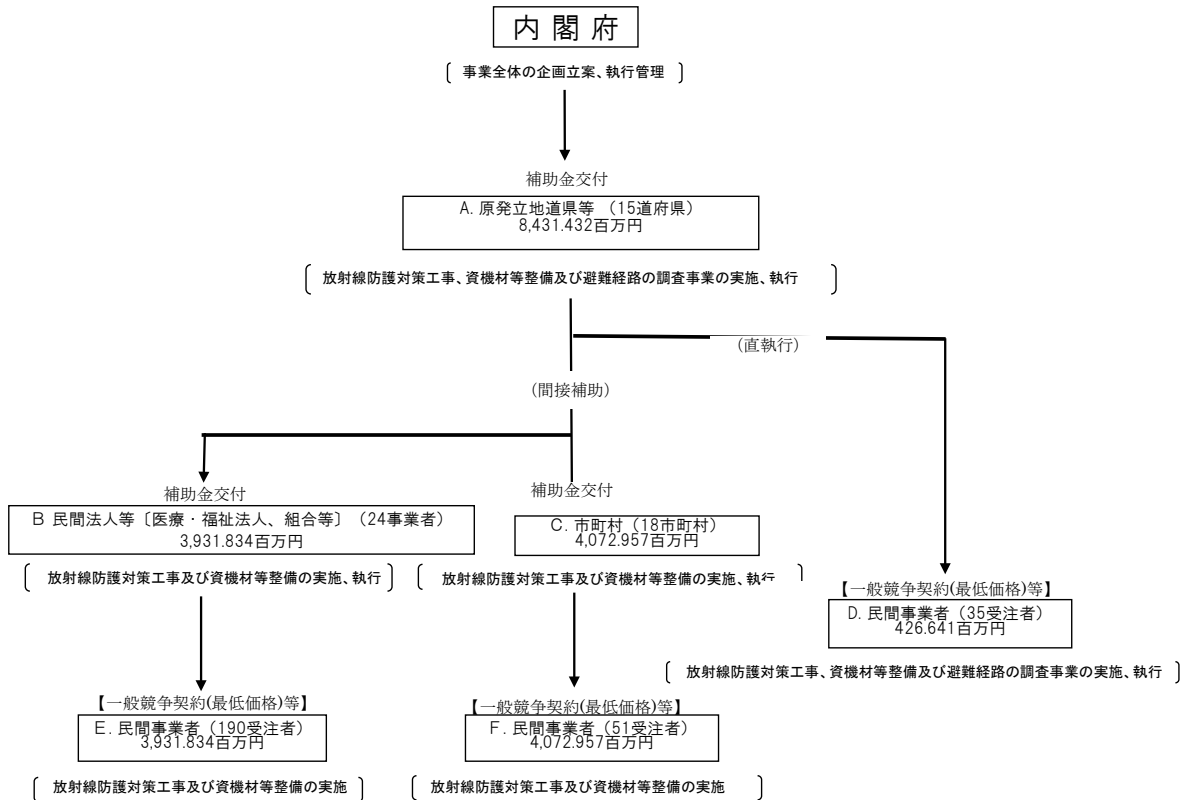 内 閣 府
〔 事業全体の企画立案、執行管理 〕
補助金交付
A. 原発立地道県等 （15道府県）
8,431.432百万円
〔 放射線防護対策工事、資機材等整備及び避難経路の調査事業の実施、執行 〕
(直執行)
(間接補助)
補助金交付
B 民間法人等〔医療・福祉法人、組合等〕（24事業者）
3,931.834百万円
〔 放射線防護対策工事及び資機材等整備の実施、執行 〕
補助金交付
C. 市町村（18市町村）
4,072.957百万円
〔 放射線防護対策工事及び資機材等整備の実施、執行 〕
【一般競争契約(最低価格)等】
D. 民間事業者（35受注者）
426.641百万円
〔 放射線防護対策工事、資機材等整備及び避難経路の調査事業の実施、執行 〕
【一般競争契約(最低価格)等】
E. 民間事業者（190受注者）
3,931.834百万円
〔 放射線防護対策工事及び資機材等整備の実施 〕
【一般競争契約(最低価格)等】
F. 民間事業者（51受注者）
4,072.957百万円
〔 放射線防護対策工事及び資機材等整備の実施 〕